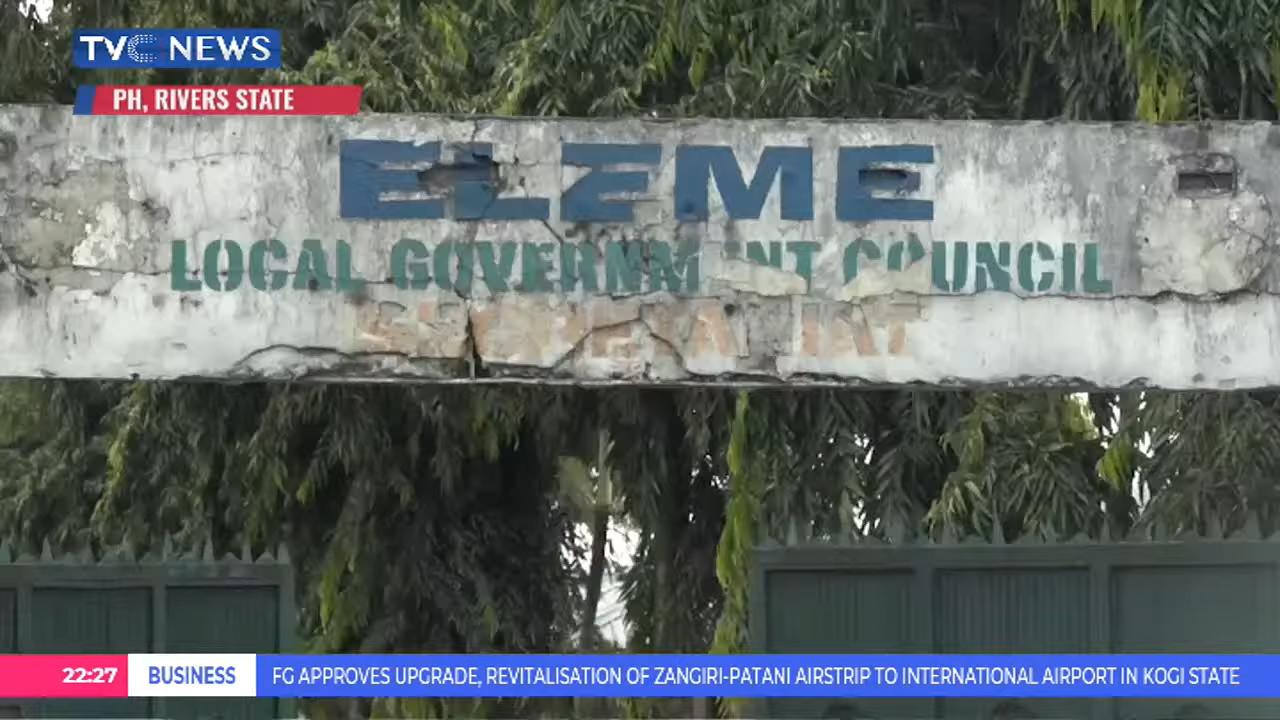 TVC NEWS
PH, RIVERS STATE
ELEME
LOCAL GOVERNMENT COUNCIL
SECRETARIAT
22:27 BUSINESS FG APPROVES UPGRADE, REVITALISATION OF ZANGIRI-PATANI AIRSTRIP TO INTERNATIONAL AIRPORT IN KOGI STATE